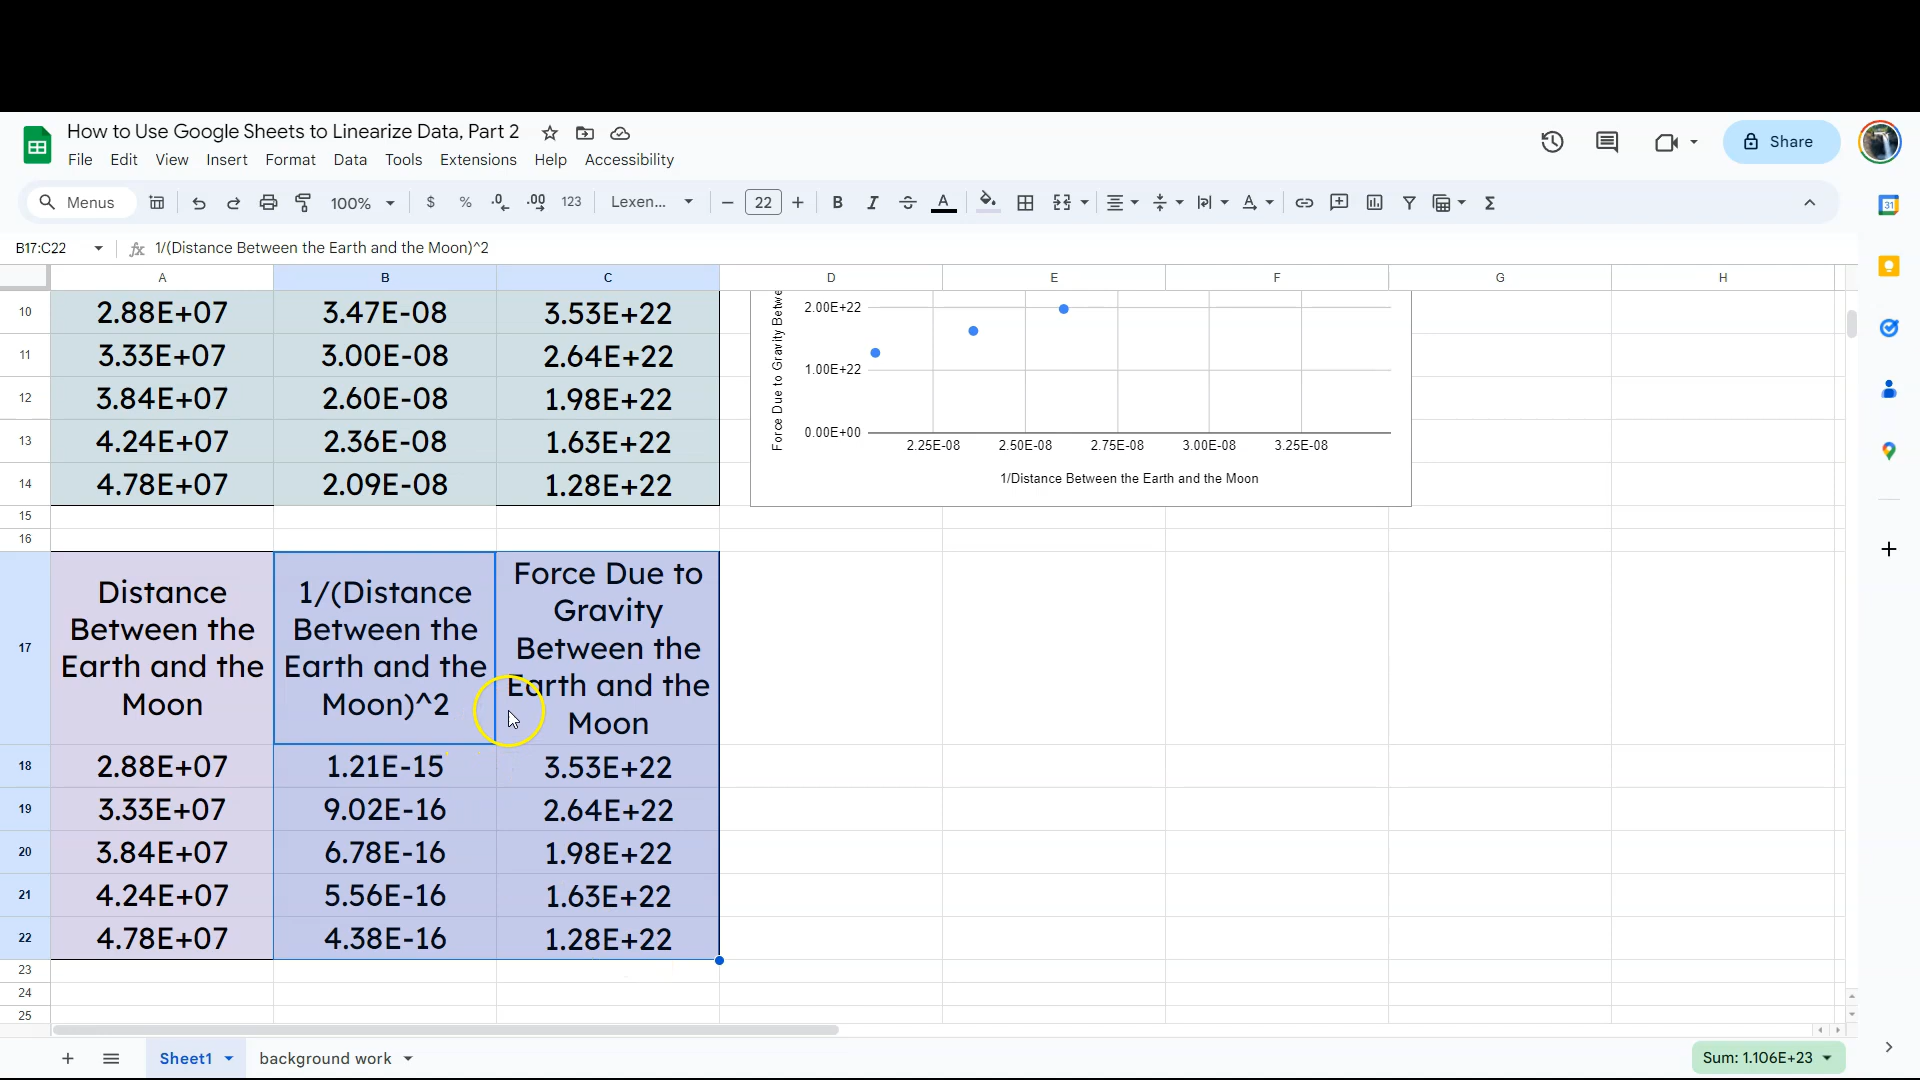 How to Use Google Sheets to Linearize Data, Part 2
File Edit View Insert Format Data Tools Extensions Help Accessibility
Share
Menus 100% $ % .0 .00 123 Lexen... 22 B I A
31
B17:C22 fx 1/(Distance Between the Earth and the Moon)^2
A B C D E F G H
10 2.88E+07 3.47E-08 3.53E+22
11 3.33E+07 3.00E-08 2.64E+22
12 3.84E+07 2.60E-08 1.98E+22
13 4.24E+07 2.36E-08 1.63E+22
14 4.78E+07 2.09E-08 1.28E+22
Force Due to Gravity Betwe
2.00E+22
1.00E+22
0.00E+00
2.25E-08 2.50E-08 2.75E-08 3.00E-08 3.25E-08
1/Distance Between the Earth and the Moon
15
16
17
Distance
Between the
Earth and the
Moon
1/(Distance
Between the
Earth and the
Moon)^2
Force Due to
Gravity
Between the
Earth and the
Moon
18 2.88E+07 1.21E-15 3.53E+22
19 3.33E+07 9.02E-16 2.64E+22
20 3.84E+07 6.78E-16 1.98E+22
21 4.24E+07 5.56E-16 1.63E+22
22 4.78E+07 4.38E-16 1.28E+22
23
24
25
Sheet1 background work Sum: 1.106E+23